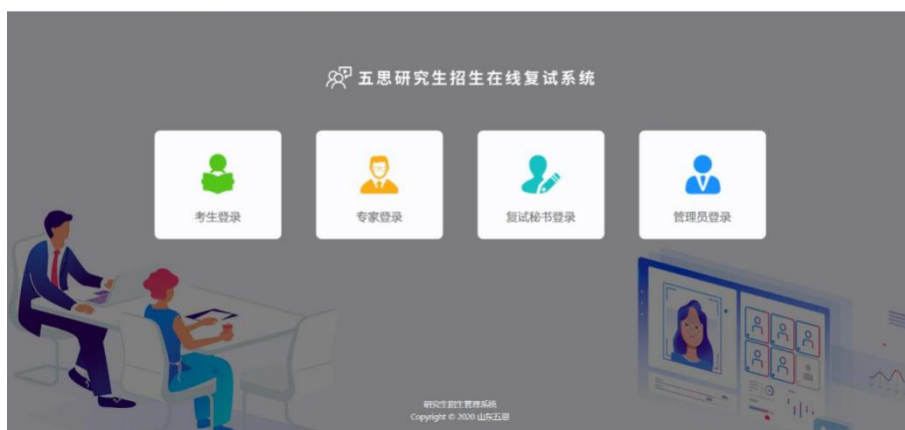 五思研究生招生在线复试系统
考生登录
专家登录
复试秘书登录
管理员登录
研究生招生管理系统
Copyright © 2020 山东五思